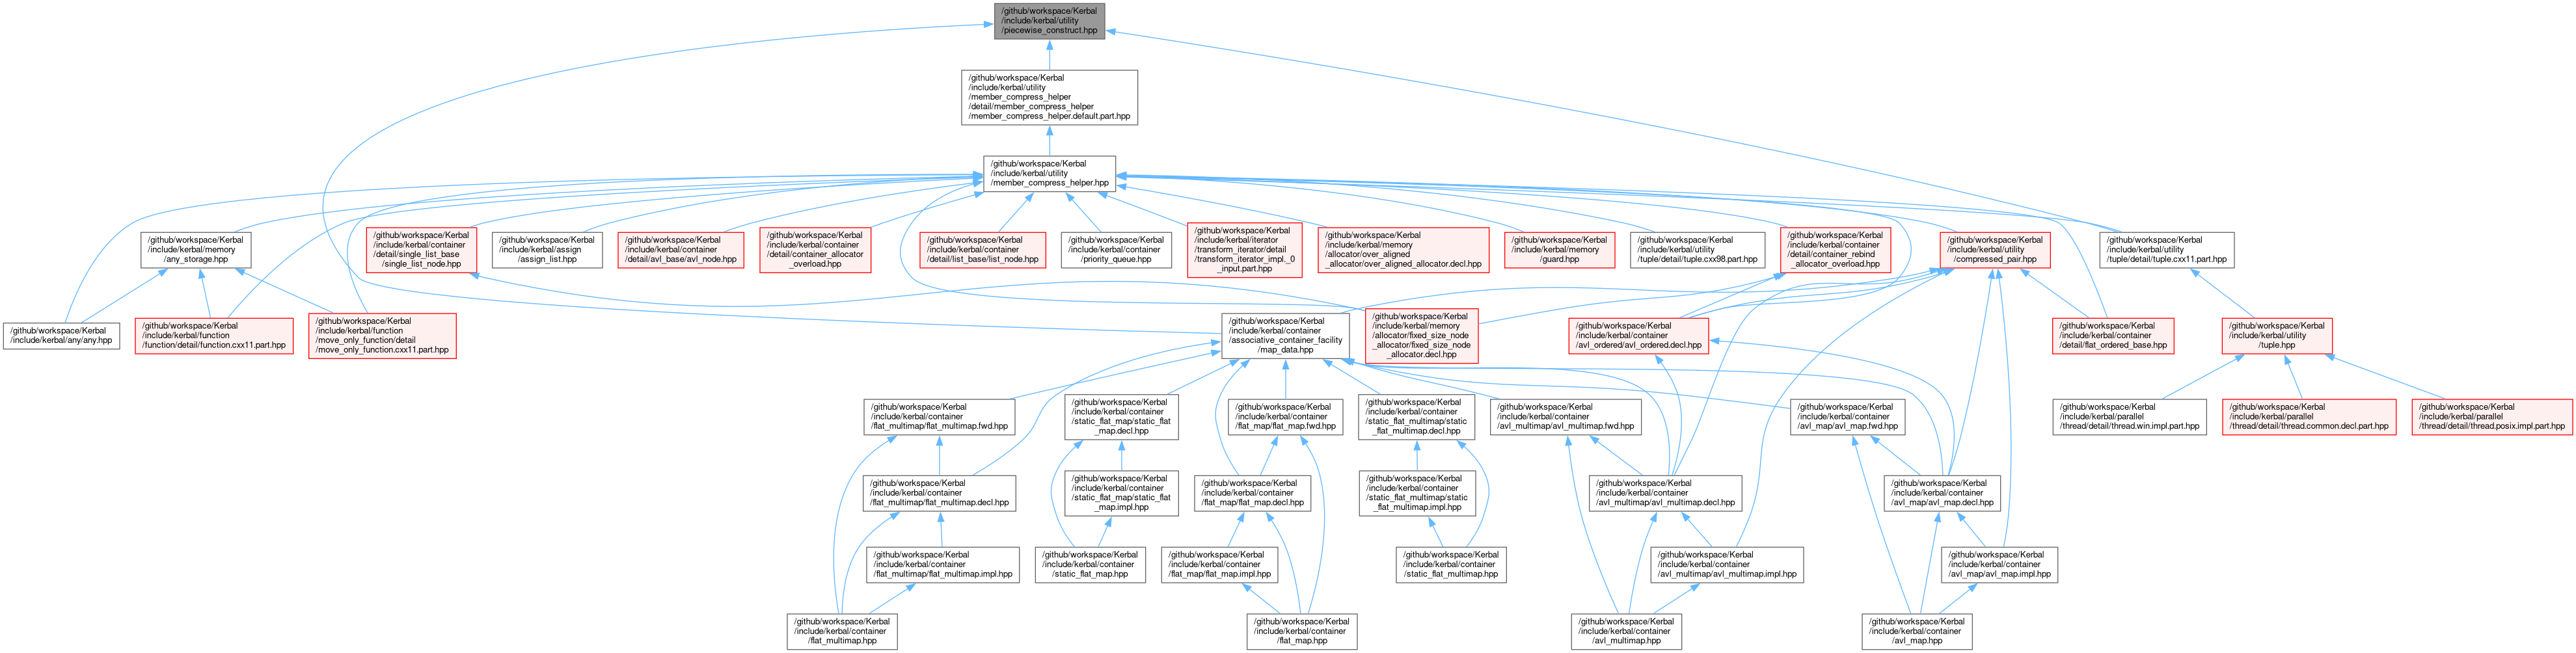 /github/workspace/Kerbal
/include/kerbal/utility
/piecewise_construct.hpp
/github/workspace/Kerbal
/include/kerbal/utility
/member_compress_helper
/detail/member_compress_helper
/member_compress_helper.default.part.hpp
/github/workspace/Kerbal
/include/kerbal/utility
/member_compress_helper.hpp
/github/workspace/Kerbal
/include/kerbal/memory
/any_storage.hpp
/github/workspace/Kerbal
/include/kerbal/container
/detail/single_list_base
/single_list_node.hpp
/github/workspace/Kerbal
/include/kerbal/assign
/assign_list.hpp
/github/workspace/Kerbal
/include/kerbal/container
/detail/avl_base/avl_node.hpp
/github/workspace/Kerbal
/include/kerbal/container
/detail/container_allocator
_overload.hpp
/github/workspace/Kerbal
/include/kerbal/container
/detail/list_base/list_node.hpp
/github/workspace/Kerbal
/include/kerbal/container
/priority_queue.hpp
/github/workspace/Kerbal
/include/kerbal/iterator
/transform_iterator/detail
/transform_iterator_impl_0
_input.part.hpp
/github/workspace/Kerbal
/include/kerbal/memory
/allocator/over_aligned
_allocator/over_aligned_allocator.decl.hpp
/github/workspace/Kerbal
/include/kerbal/memory
/guard.hpp
/github/workspace/Kerbal
/include/kerbal/utility
/tuple/detail/tuple.cxx98.part.hpp
/github/workspace/Kerbal
/include/kerbal/container
/detail/container_rebind
_allocator_overload.hpp
/github/workspace/Kerbal
/include/kerbal/utility
/compressed_pair.hpp
/github/workspace/Kerbal
/include/kerbal/utility
/tuple/detail/tuple.cxx11.part.hpp
/github/workspace/Kerbal
/include/kerbal/any/any.hpp
/github/workspace/Kerbal
/include/kerbal/function
/function/detail/function.cxx11.part.hpp
/github/workspace/Kerbal
/include/kerbal/function
/move_only_function/detail
/move_only_function.cxx11.part.hpp
/github/workspace/Kerbal
/include/kerbal/container
/associative_container_facility
/map_data.hpp
/github/workspace/Kerbal
/include/kerbal/memory
/allocator/fixed_size_node
_allocator/fixed_size_node
_allocator.decl.hpp
/github/workspace/Kerbal
/include/kerbal/container
/avl_ordered/avl_ordered.decl.hpp
/github/workspace/Kerbal
/include/kerbal/container
/detail/flat_ordered_base.hpp
/github/workspace/Kerbal
/include/kerbal/utility
/tuple.hpp
/github/workspace/Kerbal
/include/kerbal/container
/flat_multimap/flat_multimap.fwd.hpp
/github/workspace/Kerbal
/include/kerbal/container
/static_flat_map/static_flat
_map.decl.hpp
/github/workspace/Kerbal
/include/kerbal/container
/flat_map/flat_map.fwd.hpp
/github/workspace/Kerbal
/include/kerbal/container
/static_flat_multimap/static
_flat_multimap.decl.hpp
/github/workspace/Kerbal
/include/kerbal/container
/avl_multimap/avl_multimap.fwd.hpp
/github/workspace/Kerbal
/include/kerbal/container
/avl_map/avl_map.fwd.hpp
/github/workspace/Kerbal
/include/kerbal/parallel
/thread/detail/thread.win.impl.part.hpp
/github/workspace/Kerbal
/include/kerbal/parallel
/thread/detail/thread.common.decl.part.hpp
/github/workspace/Kerbal
/include/kerbal/parallel
/thread/detail/thread.posix.impl.part.hpp
/github/workspace/Kerbal
/include/kerbal/container
/flat_multimap/flat_multimap.decl.hpp
/github/workspace/Kerbal
/include/kerbal/container
/static_flat_map/static_flat
_map.impl.hpp
/github/workspace/Kerbal
/include/kerbal/container
/flat_map/flat_map.decl.hpp
/github/workspace/Kerbal
/include/kerbal/container
/static_flat_multimap/static
_flat_multimap.impl.hpp
/github/workspace/Kerbal
/include/kerbal/container
/avl_multimap/avl_multimap.decl.hpp
/github/workspace/Kerbal
/include/kerbal/container
/avl_map/avl_map.decl.hpp
/github/workspace/Kerbal
/include/kerbal/container
/flat_multimap/flat_multimap.impl.hpp
/github/workspace/Kerbal
/include/kerbal/container
/static_flat_map.hpp
/github/workspace/Kerbal
/include/kerbal/container
/flat_map/flat_map.impl.hpp
/github/workspace/Kerbal
/include/kerbal/container
/static_flat_multimap.hpp
/github/workspace/Kerbal
/include/kerbal/container
/avl_multimap/avl_multimap.impl.hpp
/github/workspace/Kerbal
/include/kerbal/container
/avl_map/avl_map.impl.hpp
/github/workspace/Kerbal
/include/kerbal/container
/flat_multimap.hpp
/github/workspace/Kerbal
/include/kerbal/container
/flat_map.hpp
/github/workspace/Kerbal
/include/kerbal/container
/avl_multimap.hpp
/github/workspace/Kerbal
/include/kerbal/container
/avl_map.hpp